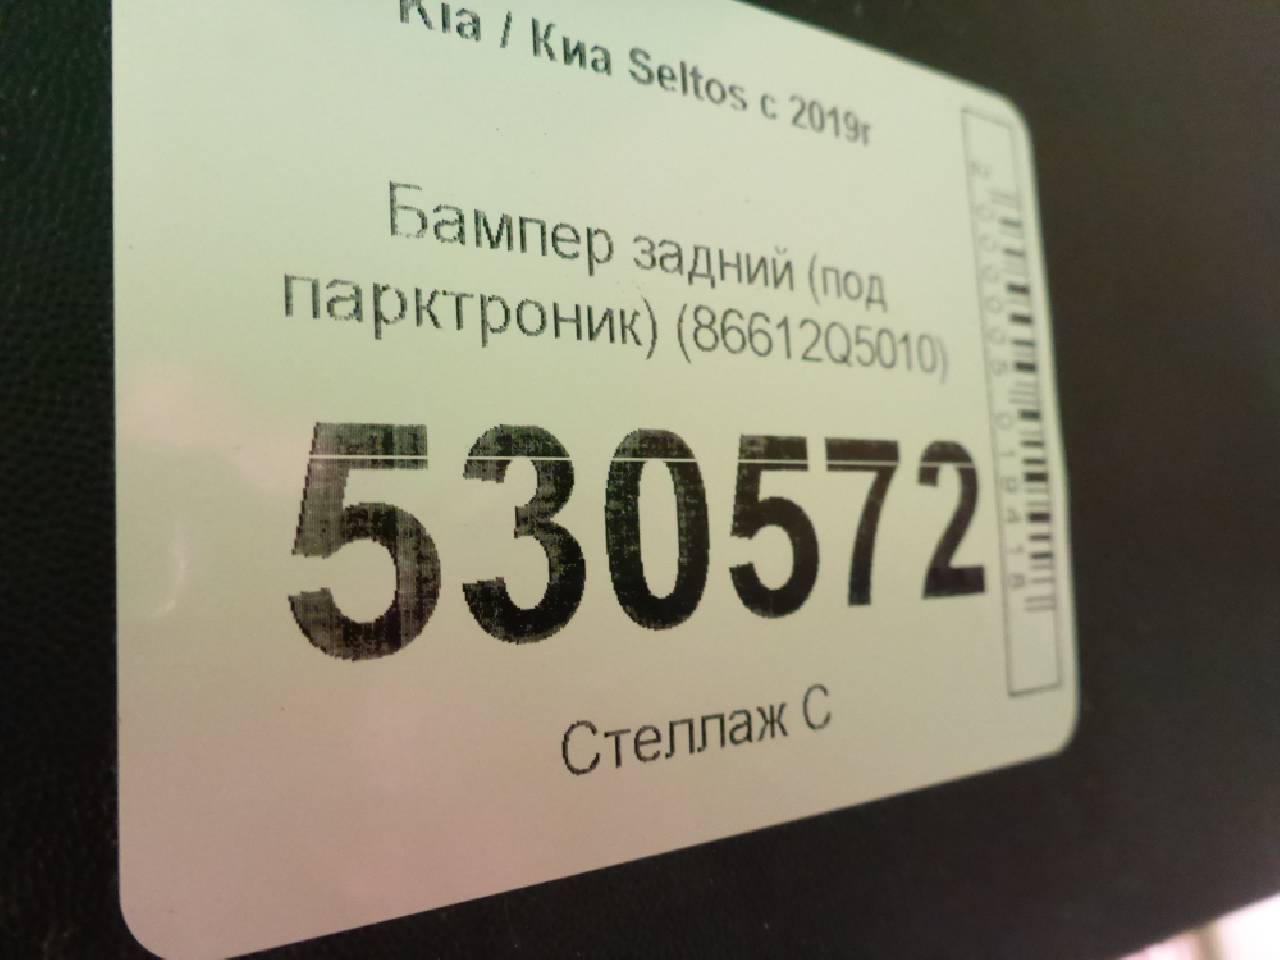 Kia / Киа Seltos с 2019г
Бампер задний (под
парктроник) (86612Q5010)
530572
Стеллаж С